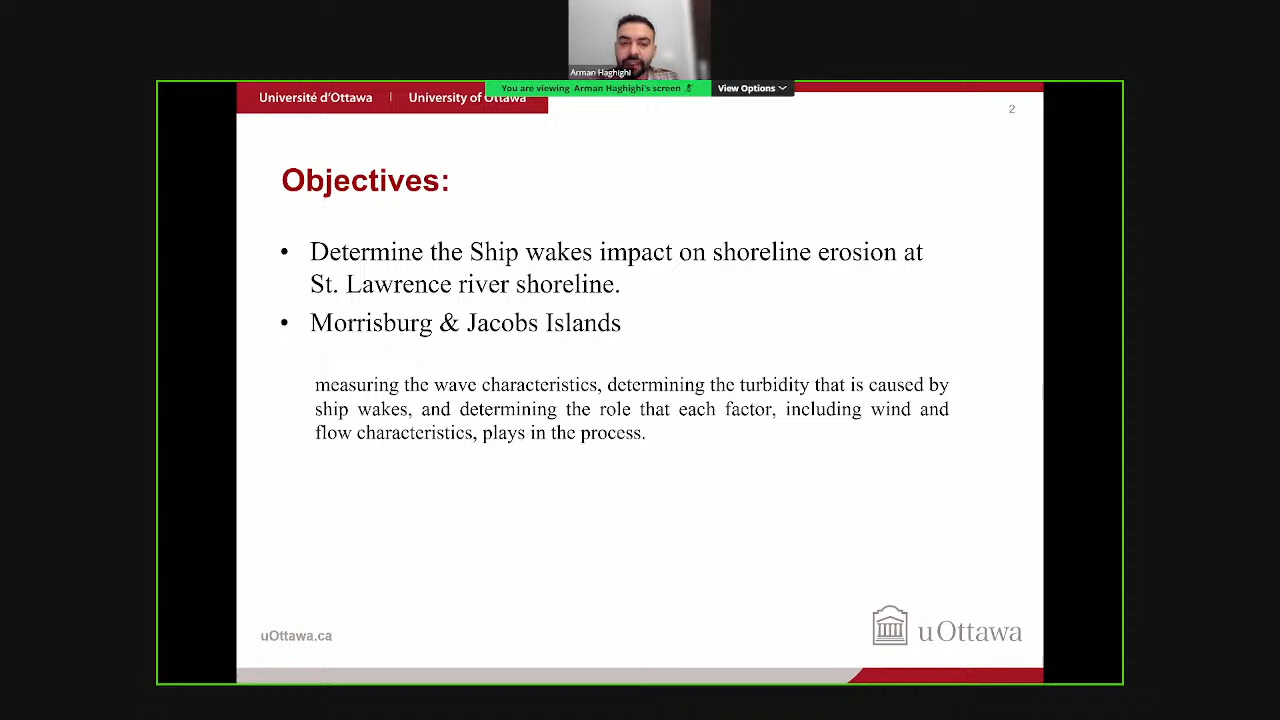 Arman Haghighi
You are viewing Arman Haghighi's screen
View Options
Université d'Ottawa | University of Ottawa
2
Objectives:
• Determine the Ship wakes impact on shoreline erosion at
St. Lawrence river shoreline.
• Morrisburg & Jacobs Islands
measuring the wave characteristics, determining the turbidity that is caused by
ship wakes, and determining the role that each factor, including wind and
flow characteristics, plays in the process.
uOttawa.ca
uOttawa